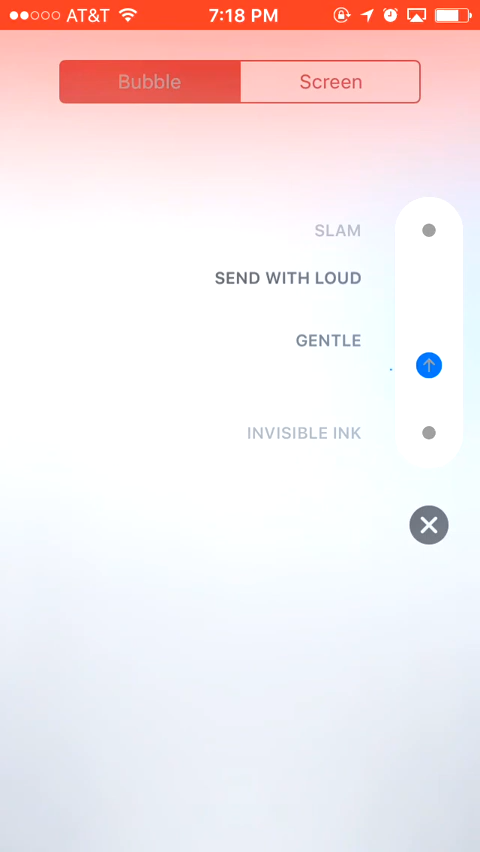 AT&T 7:18 PM
Bubble Screen
SLAM
SEND WITH LOUD
GENTLE
INVISIBLE INK